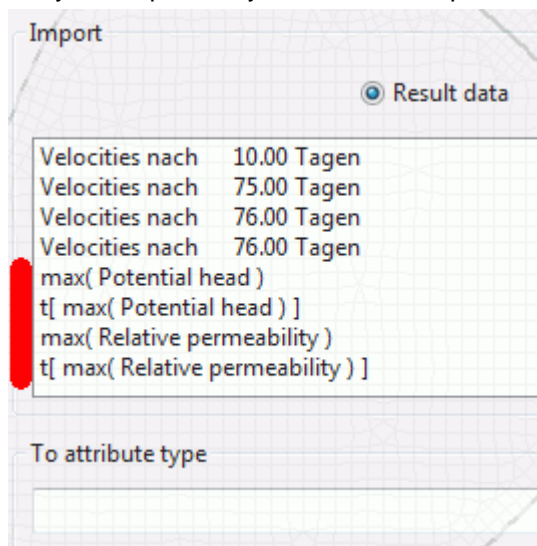 Import
Result data
Velocities nach 10.00 Tagen
Velocities nach 75.00 Tagen
Velocities nach 76.00 Tagen
Velocities nach 76.00 Tagen
max( Potential head )
t[ max( Potential head ) ]
max( Relative permeability )
t[ max( Relative permeability ) ]
To attribute type